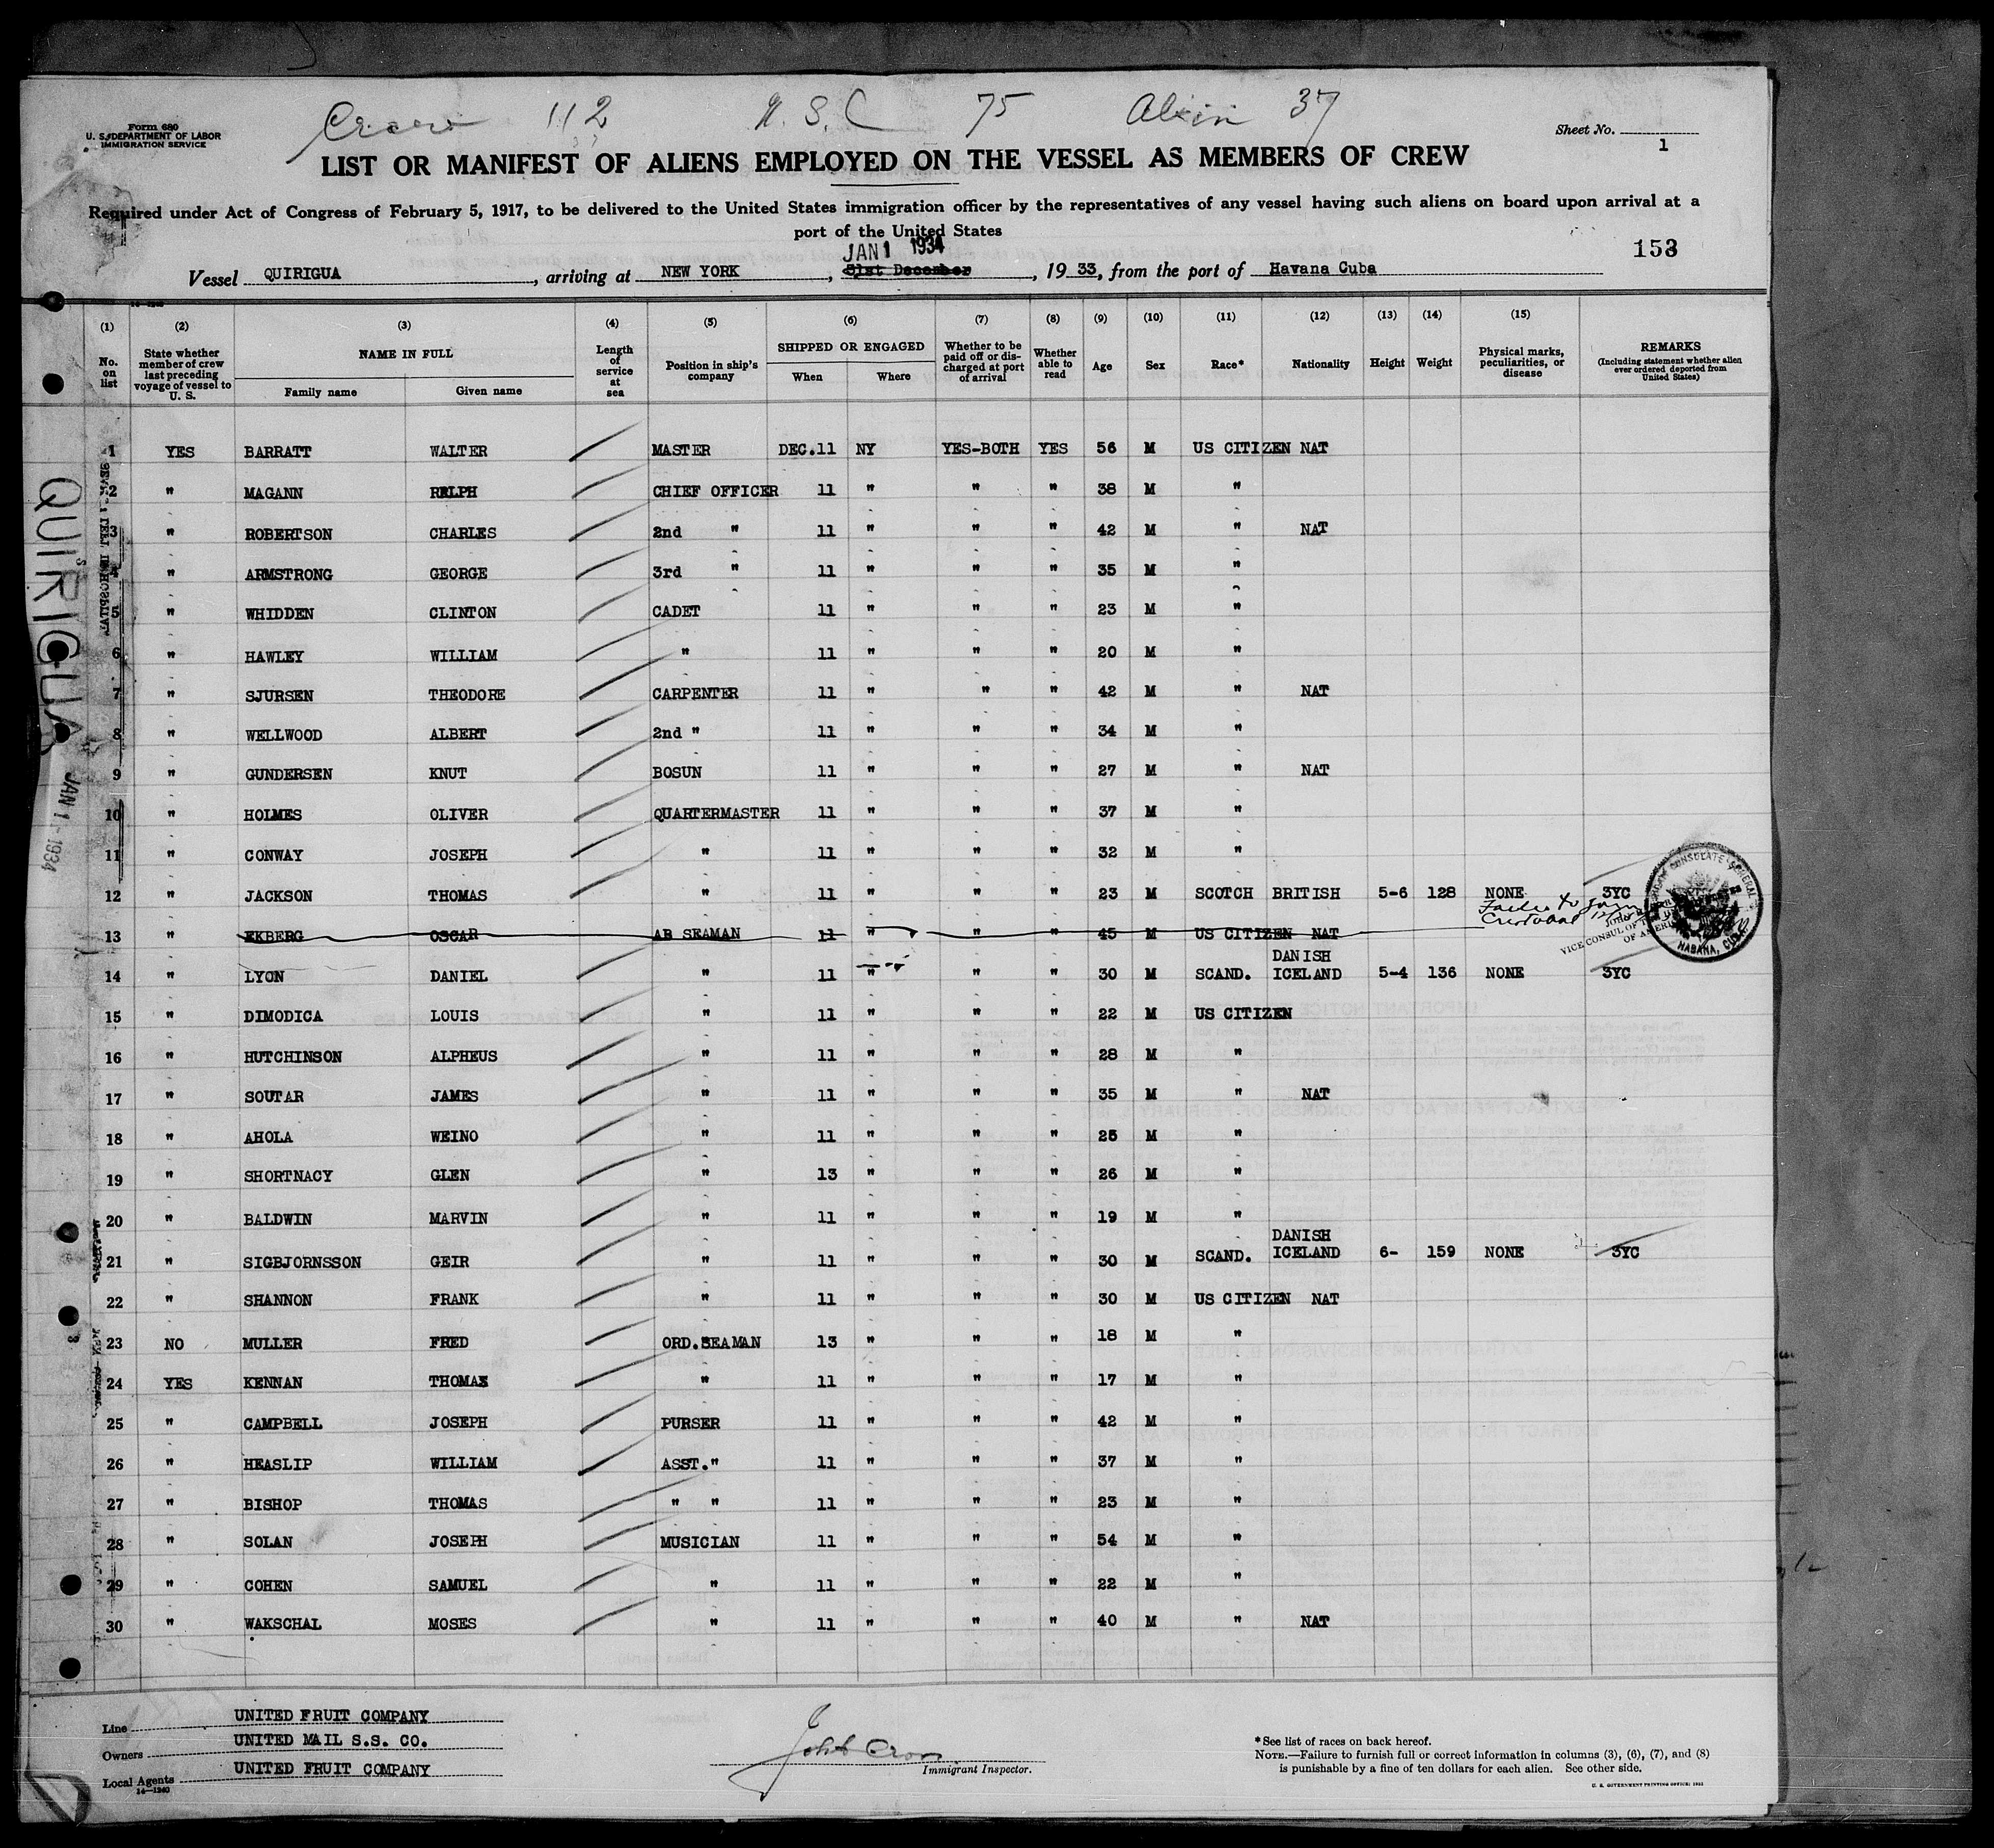 Crew 112 U.S.C 75 Alien 37
Form 680
U. S. DEPARTMENT OF LABOR
IMMIGRATION SERVICE
Sheet No. 1
LIST OR MANIFEST OF ALIENS EMPLOYED ON THE VESSEL AS MEMBERS OF CREW
Required under Act of Congress of February 5, 1917, to be delivered to the United States immigration officer by the representatives of any vessel having such aliens on board upon arrival at a
port of the United States
JAN 1 1934
153
Vessel QUIRIGUA, arriving at NEW YORK, 31st December, 1933, from the port of Havana Cuba
(1) (2) (3) (4) (5) (6) (7) (8) (9) (10) (11) (12) (13) (14) (15)
No. on list State whether member of crew last preceding voyage of vessel to U. S. NAME IN FULL Family name Given name Length of service at sea Position in ship's company SHIPPED OR ENGAGED When Where Whether to be paid off or discharged at port of arrival Whether able to read Age Sex Race* Nationality Height Weight Physical marks, peculiarities, or disease REMARKS (Including statement whether alien ever ordered deported from United States)
1 YES BARRATT WALTER MASTER DEC.11 NY YES-BOTH YES 56 M US CITIZEN NAT
2 " MAGANN RALPH CHIEF OFFICER 11 " " " 38 M "
3 " ROBERTSON CHARLES 2nd " 11 " " " 42 M " NAT
4 " ARMSTRONG GEORGE 3rd " 11 " " " 35 M "
5 " WHIDDEN CLINTON CADET 11 " " " 23 M "
6 " HAWLEY WILLIAM " 11 " " " 20 M "
7 " SJURSEN THEODORE CARPENTER 11 " " " 42 M " NAT
8 " WELLWOOD ALBERT 2nd " 11 " " " 34 M "
9 " GUNDERSEN KNUT BOSUN 11 " " " 27 M " NAT
10 " HOLMES OLIVER QUARTERMASTER 11 " " " 37 M "
11 " CONWAY JOSEPH " 11 " " " 32 M "
12 " JACKSON THOMAS " 11 " " " 23 M SCOTCH BRITISH 5-6 128 NONE 3YC
Failed to join
Cristobal
13 " EKBERG OSCAR AB SEAMAN 11 " " " 45 M US CITIZEN NAT
VICE CONSUL OF
OF AMERICA
HABANA, CUBA
14 " LYON DANIEL " 11 " " " 30 M SCAND. DANISH ICELAND 5-4 136 NONE 3YC
15 " DIMODICA LOUIS " 11 " " " 22 M US CITIZEN
16 " HUTCHINSON ALPHEUS " 11 " " " 28 M "
17 " SOUTAR JAMES " 11 " " " 35 M " NAT
18 " AHOLA WEINO " 11 " " " 25 M "
19 " SHORTNACY GLEN " 13 " " " 26 M "
20 " BALDWIN MARVIN " 11 " " " 19 M "
21 " SIGBJORNSSON GEIR " 11 " " " 30 M SCAND. DANISH ICELAND 6- 159 NONE 3YC
22 " SHANNON FRANK " 11 " " " 30 M US CITIZEN NAT
23 NO MULLER FRED ORD.SEAMAN 13 " " " 18 M "
24 YES KENNAN THOMAS " 11 " " " 17 M "
25 " CAMPBELL JOSEPH PURSER 11 " " " 42 M "
26 " HEASLIP WILLIAM ASST." 11 " " " 37 M "
27 " BISHOP THOMAS " " 11 " " " 23 M "
28 " SOLAN JOSEPH MUSICIAN 11 " " " 54 M "
29 " COHEN SAMUEL " 11 " " " 22 M "
30 " WAKSCHAL MOSES " 11 " " " 40 M " NAT
QUIRIGUA
JAN 1 - 1934
Line UNITED FRUIT COMPANY
Owners UNITED MAIL S.S. CO.
Local Agents UNITED FRUIT COMPANY
14-1240
Immigrant Inspector.
*See list of races on back hereof.
NOTE.—Failure to furnish full or correct information in columns (3), (6), (7), and (8)
is punishable by a fine of ten dollars for each alien. See other side.
U. S. GOVERNMENT PRINTING OFFICE: